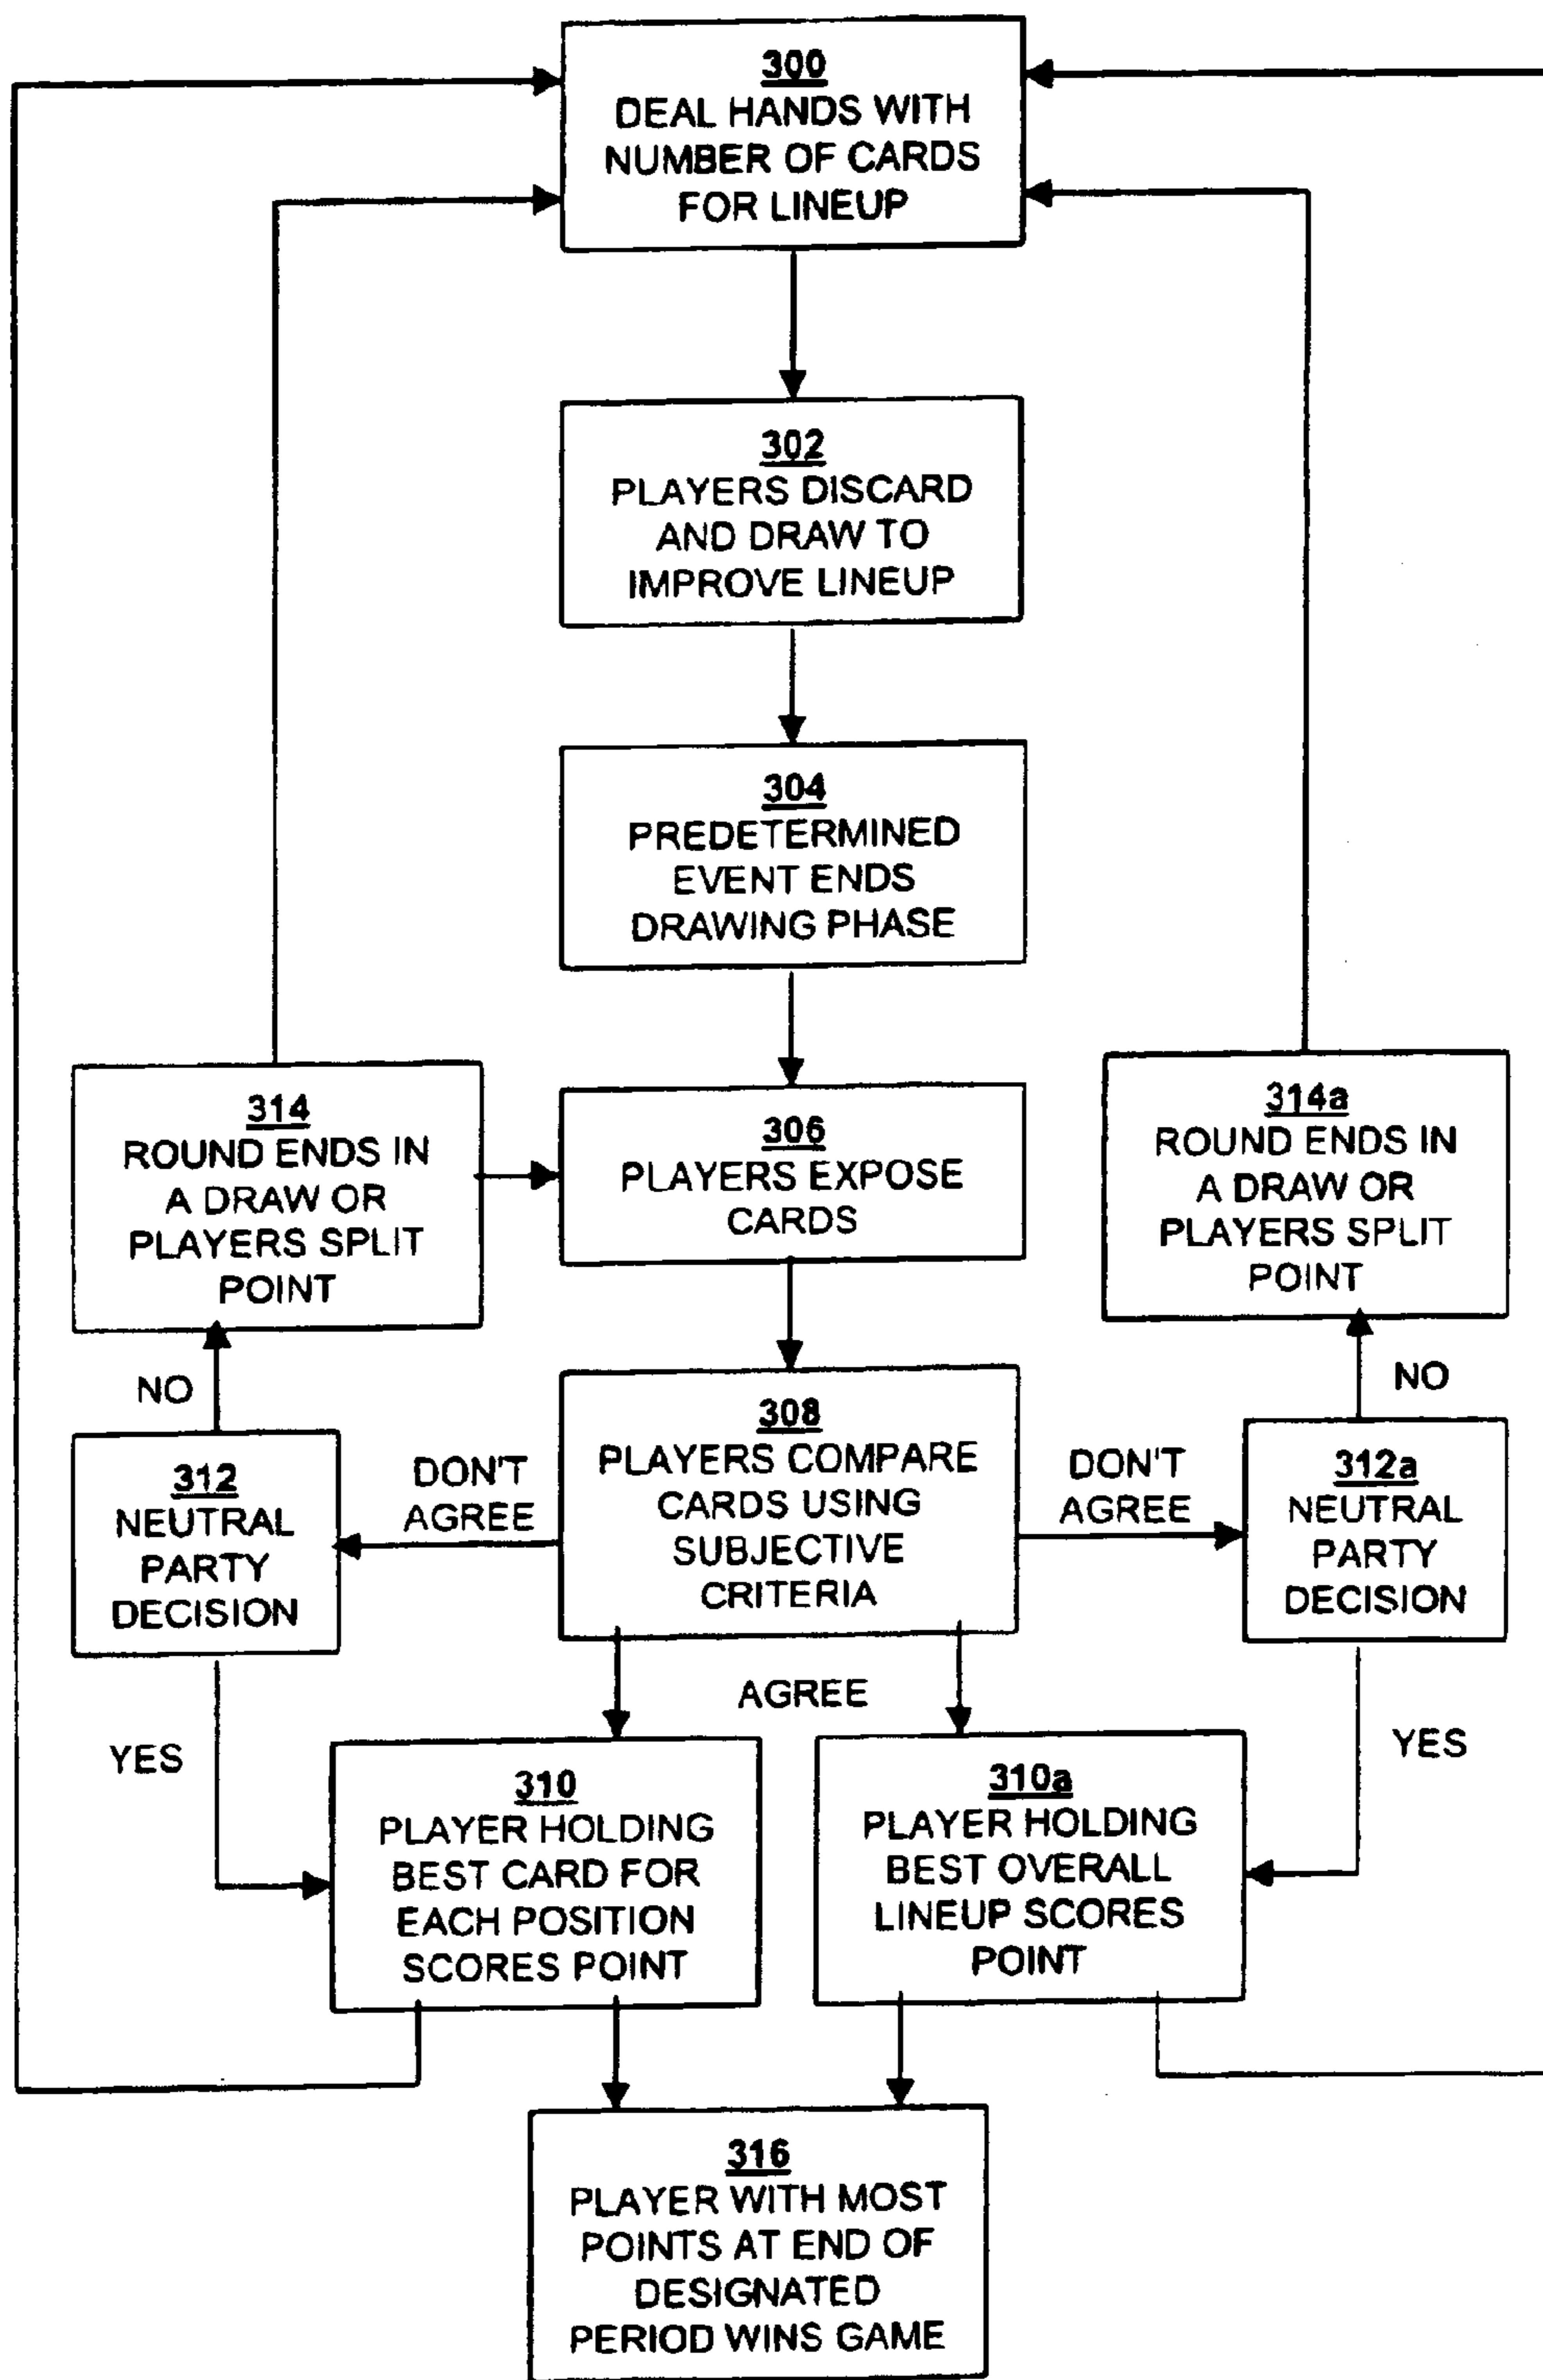 300
DEAL HANDS WITH
NUMBER OF CARDS
FOR LINEUP
302
PLAYERS DISCARD
AND DRAW TO
IMPROVE LINEUP
304
PREDETERMINED
EVENT ENDS
DRAWING PHASE
314
ROUND ENDS IN
A DRAW OR
PLAYERS SPLIT
POINT
306
PLAYERS EXPOSE
CARDS
314a
ROUND ENDS IN
A DRAW OR
PLAYERS SPLIT
POINT
NO
NO
312
NEUTRAL
PARTY
DECISION
DON'T
AGREE
308
PLAYERS COMPARE
CARDS USING
SUBJECTIVE
CRITERIA
DON'T
AGREE
312a
NEUTRAL
PARTY
DECISION
YES
AGREE
YES
310
PLAYER HOLDING
BEST CARD FOR
EACH POSITION
SCORES POINT
310a
PLAYER HOLDING
BEST OVERALL
LINEUP SCORES
POINT
316
PLAYER WITH MOST
POINTS AT END OF
DESIGNATED
PERIOD WINS GAME